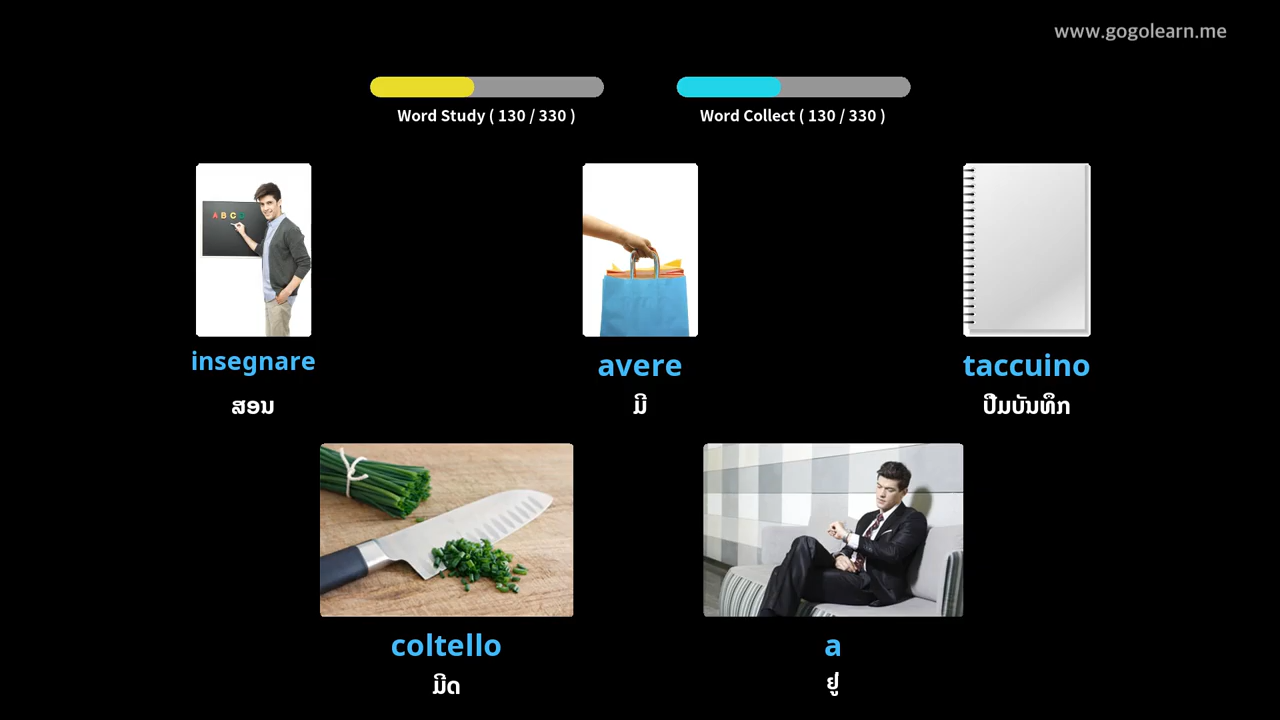 www.gogolearn.me
Word Study ( 130 / 330 )
Word Collect ( 130 / 330 )
A B C D
insegnare
avere
taccuino
ສອນ
ມີ
ປຶ້ມບັນທຶກ
coltello
a
ມີດ
ຢູ່